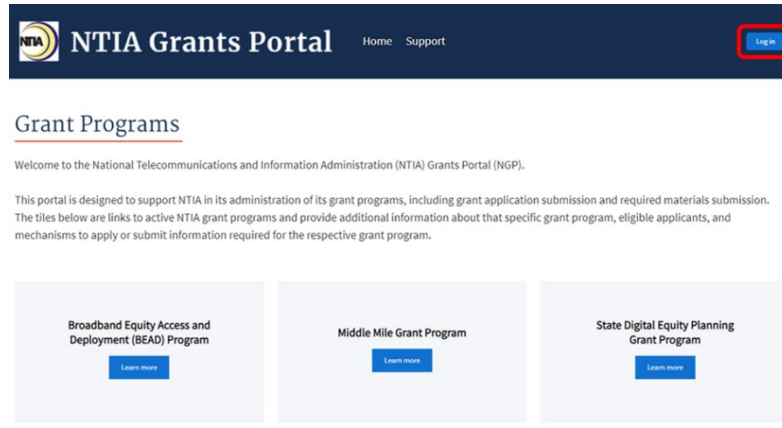 NTIA
NTIA Grants Portal
Home Support
Log in
Grant Programs
Welcome to the National Telecommunications and Information Administration (NTIA) Grants Portal (NGP).
This portal is designed to support NTIA in its administration of its grant programs, including grant application submission and required materials submission.
The tiles below are links to active NTIA grant programs and provide additional information about that specific grant program, eligible applicants, and
mechanisms to apply or submit information required for the respective grant program.
Broadband Equity Access and
Deployment (BEAD) Program
Learn more
Middle Mile Grant Program
Learn more
State Digital Equity Planning
Grant Program
Learn more